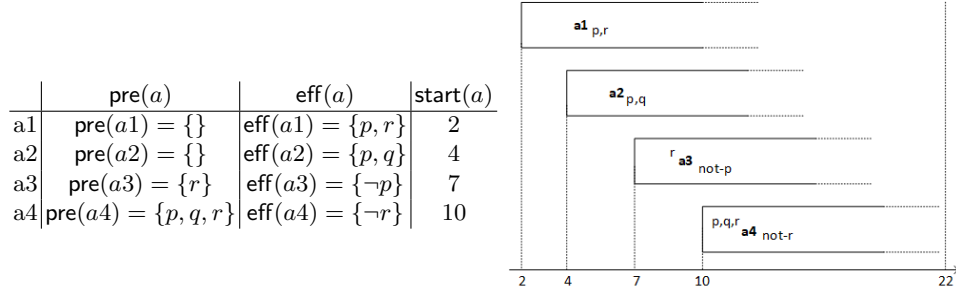 pre(a) eff(a) start(a)
a1 pre(a1) = {} eff(a1) = {p, r} 2
a2 pre(a2) = {} eff(a2) = {p, q} 4
a3 pre(a3) = {r} eff(a3) = {¬p} 7
a4 pre(a4) = {p, q, r} eff(a4) = {¬r} 10
a1 p,r
a2 p,q
r a3 not-p
p,q,r a4 not-r
2 4 7 10 22